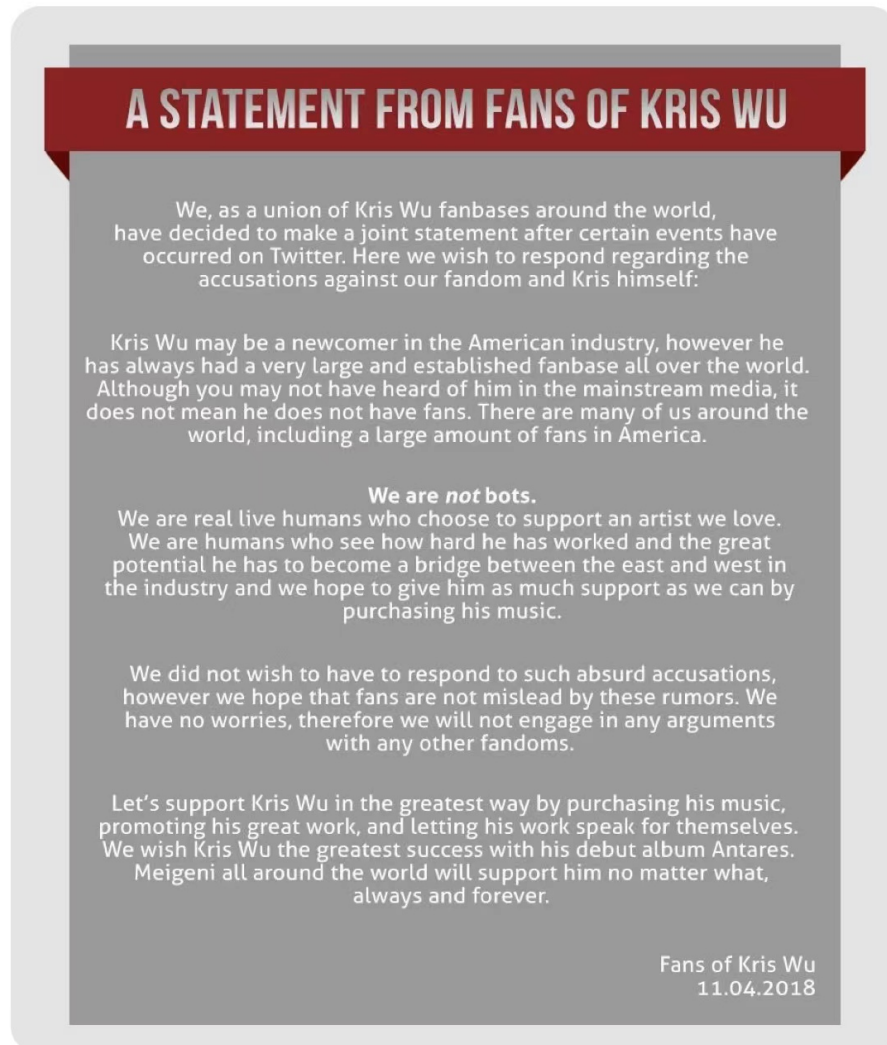 A STATEMENT FROM FANS OF KRIS WU
We, as a union of Kris Wu fanbases around the world,
have decided to make a joint statement after certain events have
occurred on Twitter. Here we wish to respond regarding the
accusations against our fandom and Kris himself:
Kris Wu may be a newcomer in the American industry, however he
has always had a very large and established fanbase all over the world.
Although you may not have heard of him in the mainstream media, it
does not mean he does not have fans. There are many of us around the
world, including a large amount of fans in America.
We are not bots.
We are real live humans who choose to support an artist we love.
We are humans who see how hard he has worked and the great
potential he has to become a bridge between the east and west in
the industry and we hope to give him as much support as we can by
purchasing his music.
We did not wish to have to respond to such absurd accusations,
however we hope that fans are not mislead by these rumors. We
have no worries, therefore we will not engage in any arguments
with any other fandoms.
Let's support Kris Wu in the greatest way by purchasing his music,
promoting his great work, and letting his work speak for themselves.
We wish Kris Wu the greatest success with his debut album Antares.
Meigeni all around the world will support him no matter what,
always and forever.
Fans of Kris Wu
11.04.2018